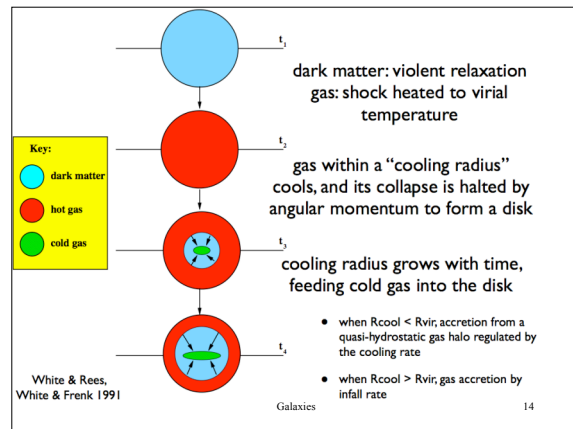 t1
dark matter: violent relaxation
gas: shock heated to virial
temperature
Key:
dark matter
hot gas
cold gas
t2
gas within a “cooling radius”
cools, and its collapse is halted by
angular momentum to form a disk
t3
cooling radius grows with time,
feeding cold gas into the disk
• when Rcool < Rvir, accretion from a
quasi-hydrostatic gas halo regulated by
the cooling rate
t4
• when Rcool > Rvir, gas accretion by
infall rate
White & Rees,
White & Frenk 1991
Galaxies
14